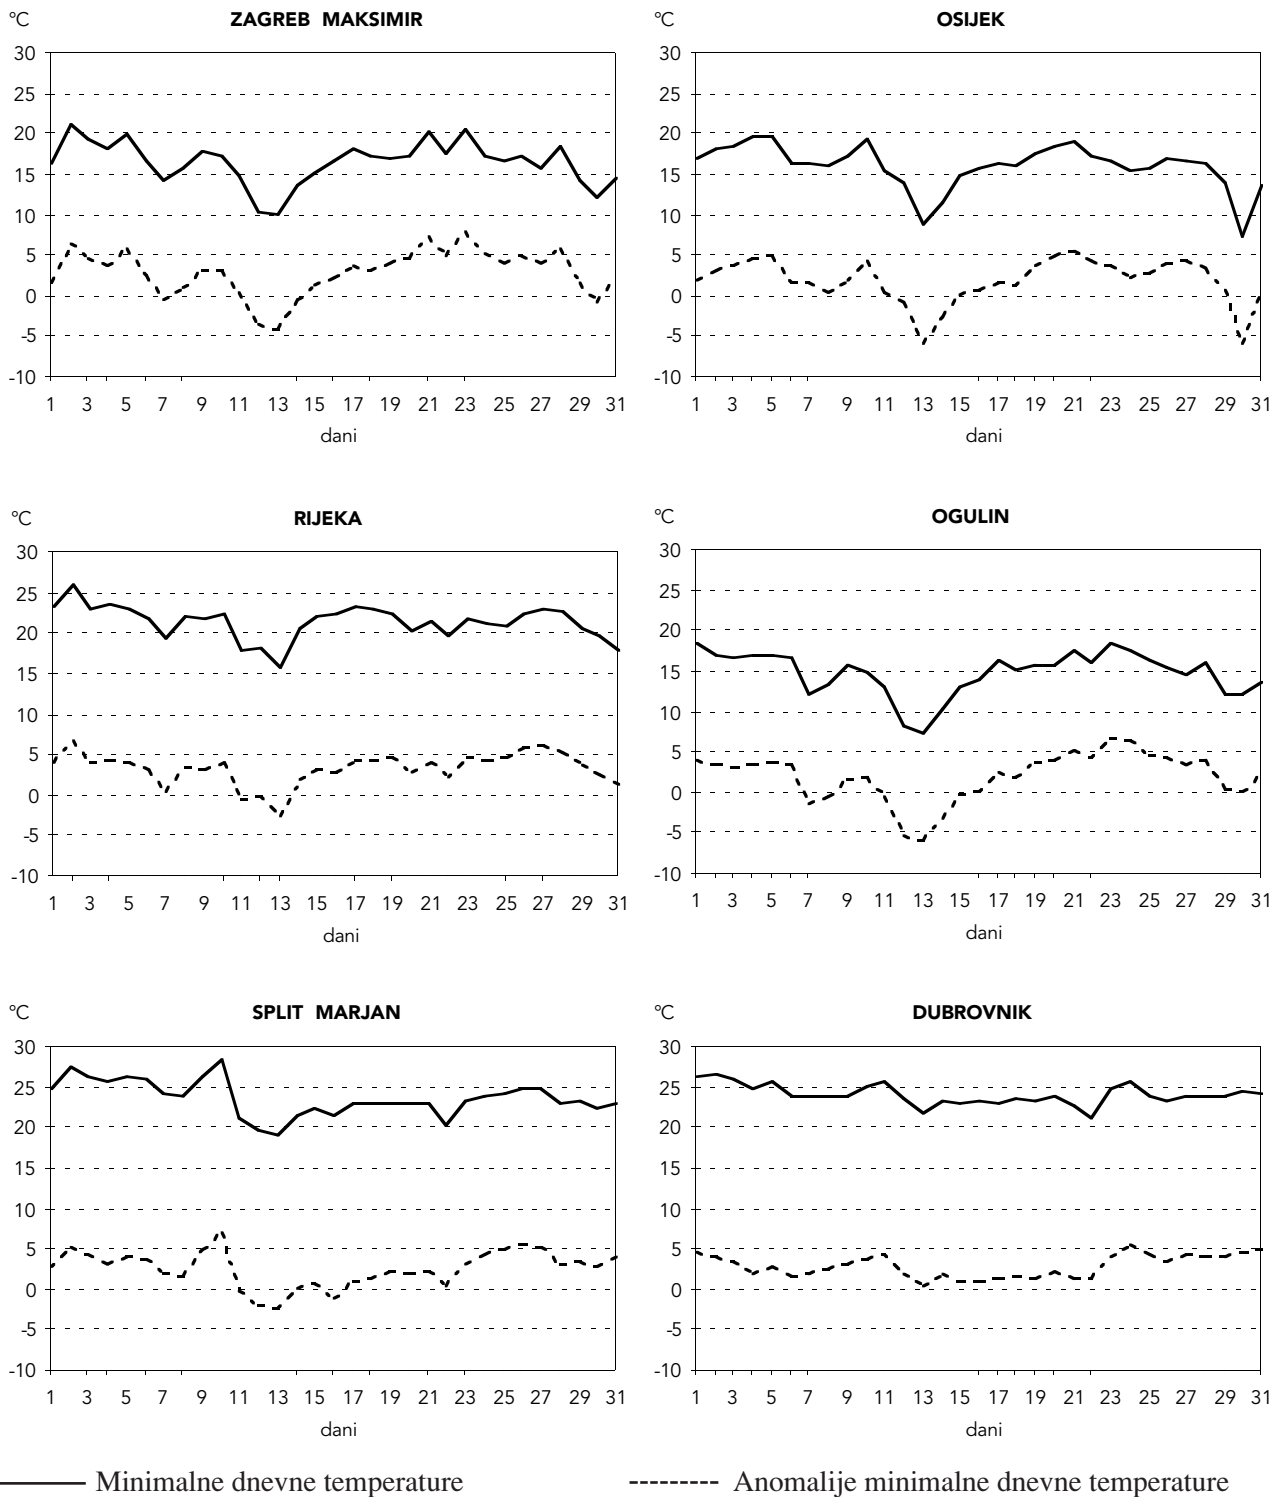 °C ZAGREB MAKSIMIR
30
25
20
15
10
5
0
-5
-10
1 3 5 7 9 11 13 15 17 19 21 23 25 27 29 31
dani
°C OSIJEK
30
25
20
15
10
5
0
-5
-10
1 3 5 7 9 11 13 15 17 19 21 23 25 27 29 31
dani
°C RIJEKA
30
25
20
15
10
5
0
-5
-10
1 3 5 7 9 11 13 15 17 19 21 23 25 27 29 31
dani
°C OGULIN
30
25
20
15
10
5
0
-5
-10
1 3 5 7 9 11 13 15 17 19 21 23 25 27 29 31
dani
°C SPLIT MARJAN
30
25
20
15
10
5
0
-5
-10
1 3 5 7 9 11 13 15 17 19 21 23 25 27 29 31
dani
°C DUBROVNIK
30
25
20
15
10
5
0
-5
-10
1 3 5 7 9 11 13 15 17 19 21 23 25 27 29 31
dani
Minimalne dnevne temperature
Anomalije minimalne dnevne temperature